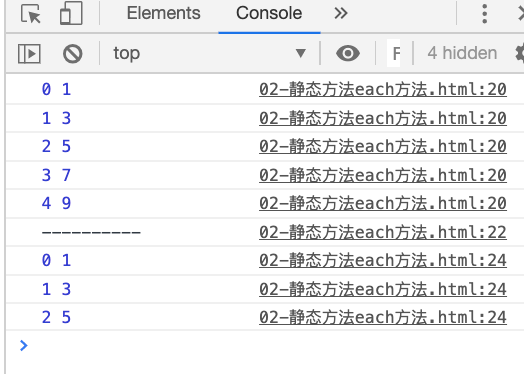 Elements Console »
top ▼ F 4 hidden
0 1 02-静态方法each方法.html:20
1 3 02-静态方法each方法.html:20
2 5 02-静态方法each方法.html:20
3 7 02-静态方法each方法.html:20
4 9 02-静态方法each方法.html:20
---------- 02-静态方法each方法.html:22
0 1 02-静态方法each方法.html:24
1 3 02-静态方法each方法.html:24
2 5 02-静态方法each方法.html:24
>